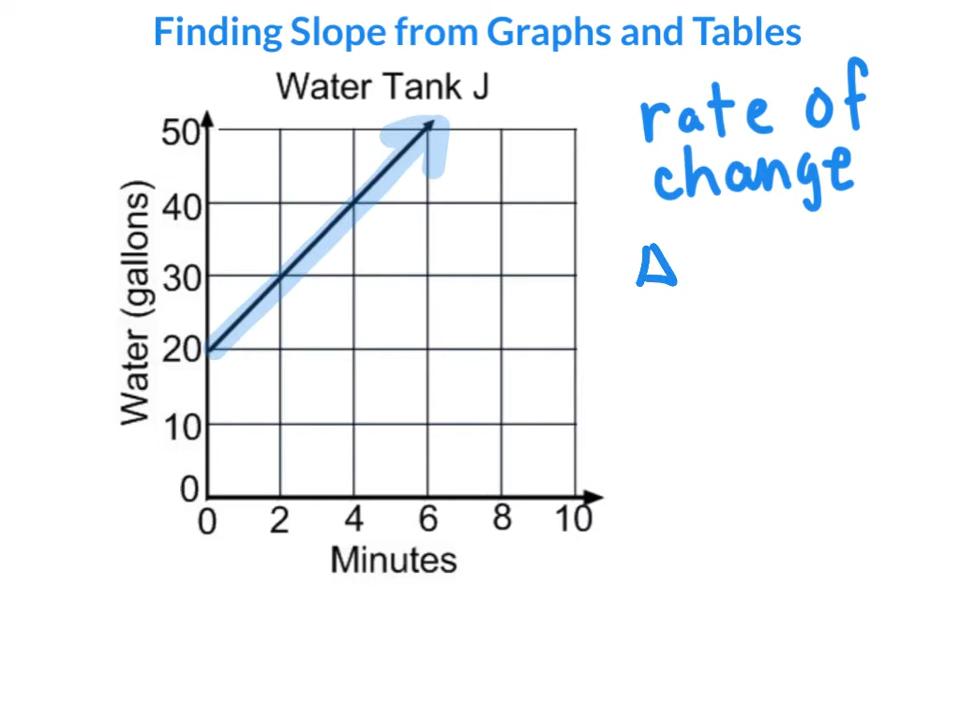 Finding Slope from Graphs and Tables
Water Tank J
rate of
change
Δ
Water (gallons)
50
40
30
20
10
0
0 2 4 6 8 10
Minutes